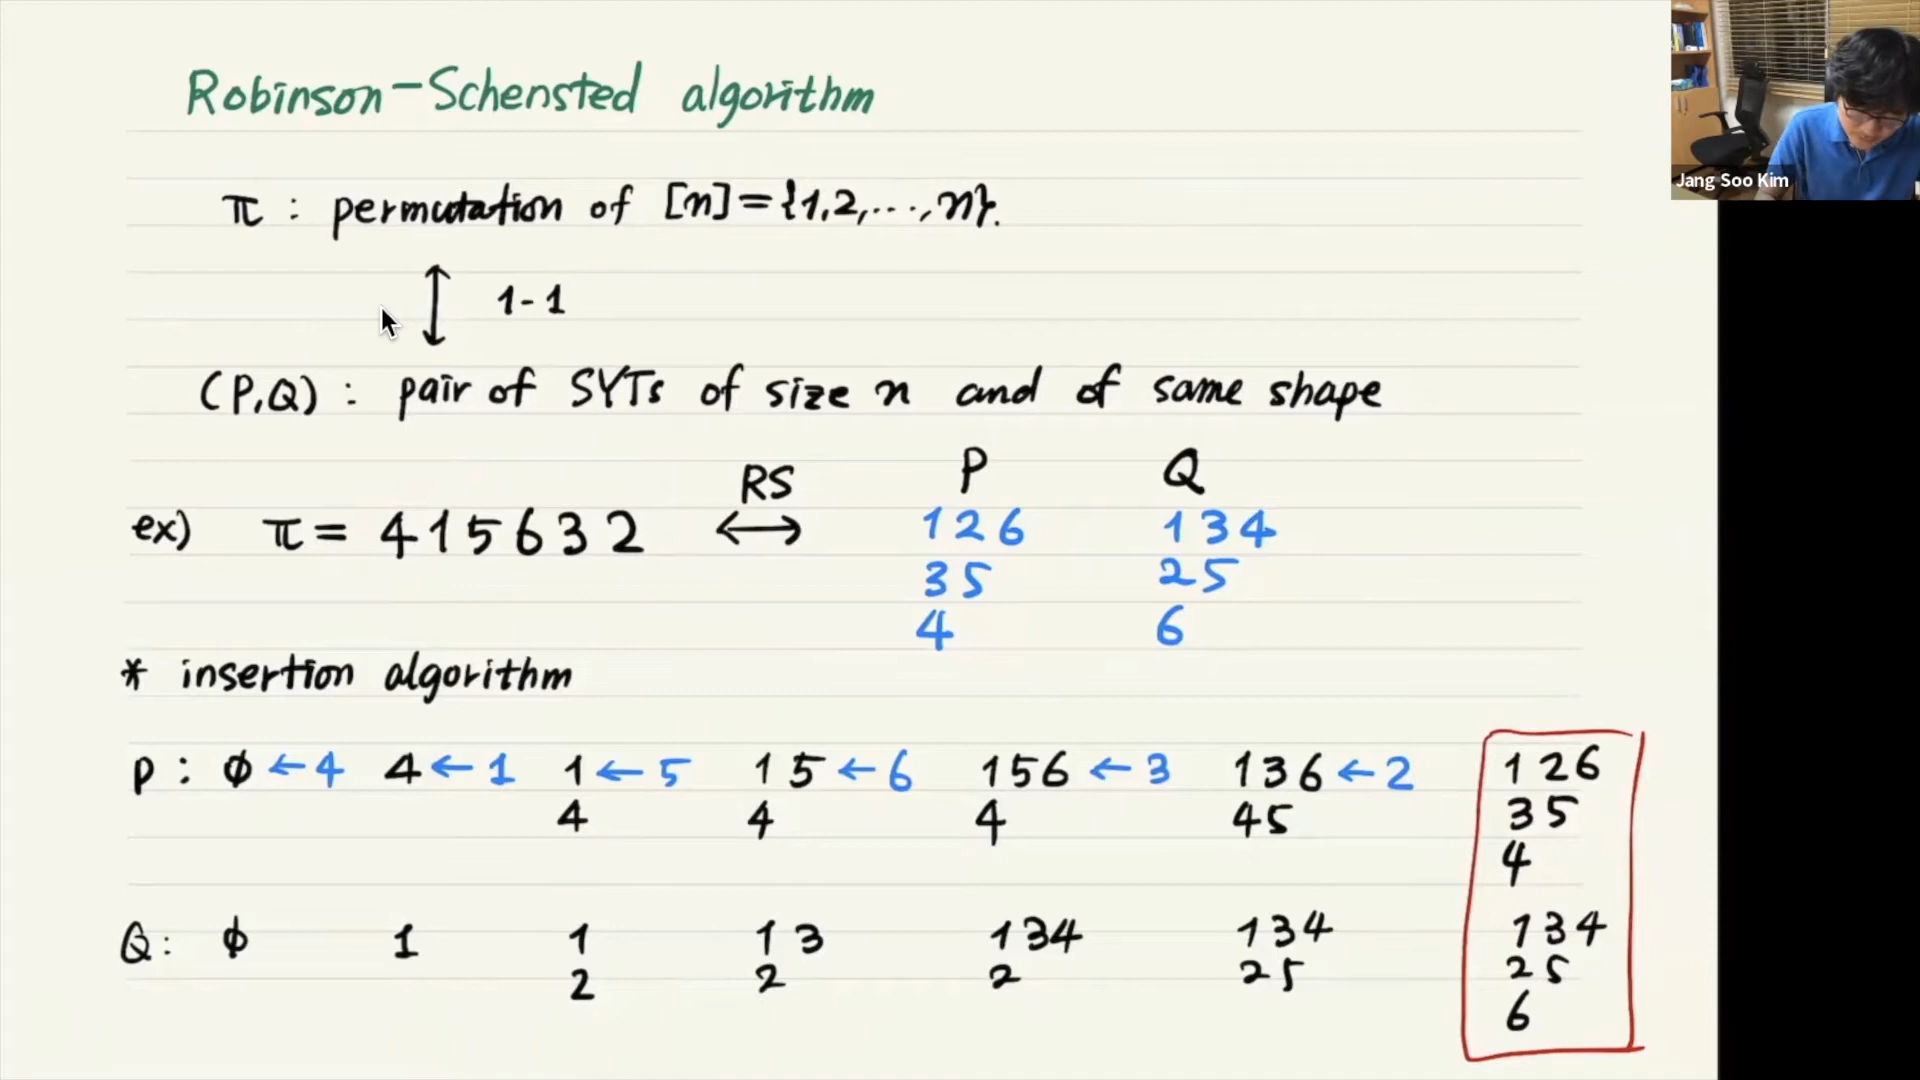 Robinson-Schensted algorithm
Jang Soo Kim
π : permutation of [n]={1,2,...,n}.
1-1
(P,Q) : pair of SYTs of size n and of same shape
RS P Q
ex) π = 415632 ↔ 126 134
35 25
4 6
* insertion algorithm
P : φ←4 4←1 1←5 15←6 156←3 136←2 126
4 4 4 45 35
4
Q: φ 1 1 13 134 134 134
2 2 2 25 25
6